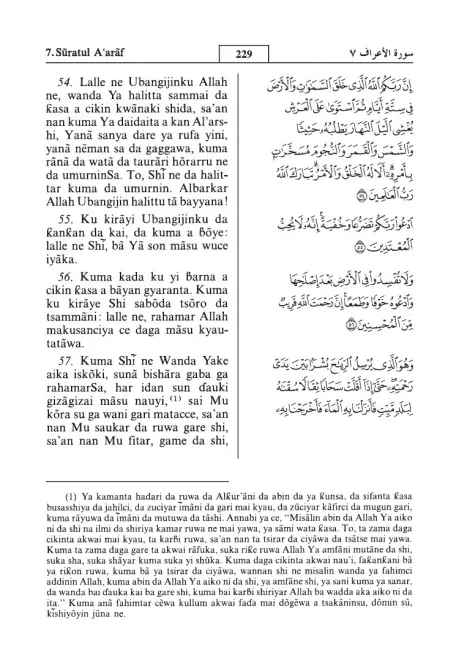 7. Sūratul A'arāf
229
سورة الأعراف ٧
54. Lalle ne Ubangijinku Allah
ne, wanda Ya halitta sammai da
ƙasa a cikin kwānaki shida, sa'an
nan kuma Ya daidaita a kan Al'ars-
hi, Yanā sanya dare ya rufa yini,
yanā nēman sa da gaggawa, kuma
rānā da watā da taurāri hōrarru ne
da umurninSa. To, Shī ne da halit-
tar kuma da umurnin. Albarkar
Allah Ubangijin halittu tā bayyana!
55. Ku kirāyi Ubangijinku da
ƙanƙan da kai, da kuma a ɓōye:
lalle ne Shī, bā Yā son māsu wuce
iyāka.
56. Kuma kada ku yi ɓarna a
cikin ƙasa a bāyan gyaranta. Kuma
ku kirāye Shi sabōda tsōro da
tsammāni: lalle ne, rahamar Allah
makusanciya ce daga māsu kyau-
tatāwa.
57. Kuma Shī ne Wanda Yake
aika iskōki, sunā bishāra gaba ga
rahamarSa, har idan sun ɗauki
gizāgizai māsu nauyi,(1) sai Mu
kōra su ga wani gari matacce, sa'an
nan Mu saukar da ruwa gare shi,
sa'an nan Mu fitar, game da shi,
إِنَّ رَبَّكُمُ ٱللَّهُ ٱلَّذِى خَلَقَ ٱلسَّمَٰوَٰتِ وَٱلْأَرْضَ
فِى سِتَّةِ أَيَّامٍ ثُمَّ ٱسْتَوَىٰ عَلَى ٱلْعَرْشِ
يُغْشِى ٱلَّيْلَ ٱلنَّهَارَ يَطْلُبُهُۥ حَثِيثًا
وَٱلشَّمْسَ وَٱلْقَمَرَ وَٱلنُّجُومَ مُسَخَّرَٰتٍۭ
بِأَمْرِهِۦٓ أَلَا لَهُ ٱلْخَلْقُ وَٱلْأَمْرُ تَبَارَكَ ٱللَّهُ
رَبُّ ٱلْعَٰلَمِينَ ٥٤
ٱدْعُوا۟ رَبَّكُمْ تَضَرُّعًا وَخُفْيَةً إِنَّهُۥ لَا يُحِبُّ
ٱلْمُعْتَدِينَ ٥٥
وَلَا تُفْسِدُوا۟ فِى ٱلْأَرْضِ بَعْدَ إِصْلَٰحِهَا
وَٱدْعُوهُ خَوْفًا وَطَمَعًا إِنَّ رَحْمَتَ ٱللَّهِ قَرِيبٌ
مِّنَ ٱلْمُحْسِنِينَ ٥٦
وَهُوَ ٱلَّذِى يُرْسِلُ ٱلرِّيَٰحَ بُشْرًۢا بَيْنَ يَدَىْ
رَحْمَتِهِۦ حَتَّىٰٓ إِذَآ أَقَلَّتْ سَحَابًا ثِقَالًا سُقْنَٰهُ
لِبَلَدٍ مَّيِّتٍ فَأَنزَلْنَا بِهِ ٱلْمَآءَ فَأَخْرَجْنَا بِهِۦ
(1) Ya kamanta hadari da ruwa da Alƙur'āni da abin da ya ƙunsa, da sifanta ƙasa
busasshiya da jahilci, da zuciyar īmāni da gari mai kyau, da zūciyar kāfirci da mugun gari,
kuma rāyuwa da īmāni da mutuwa da tāshi. Annabi ya ce, "Misālin abin da Allah Ya aiko
ni da shi na ilmi da shiriya kamar ruwa ne mai yawa, ya sāmi wata ƙasa. To, ta zama daga
cikinta akwai mai kyau, ta karɓi ruwa, sa'an nan ta tsirar da ciyāwa da tsātse mai yawa.
Kuma ta zama daga gare ta akwai rāfuka, suka riƙe ruwa Allah Ya amfāni mutāne da shi,
suka sha, suka shāyar kuma suka yi shūka. Kuma daga cikinta akwai nau'i, faƙanƙani bā
ya riƙon ruwa, kuma bā ya tsirar da ciyāwa, wannan shi ne misalin wanda ya fahimci
addinin Allah, kuma abin da Allah Ya aiko ni da shi, ya amfāne shi, ya sani kuma ya sanar,
da wanda bai ɗauka kai ba gare shi, kuma bai karɓi shiriyar Allah ba wadda aka aiko ni da
ita." Kuma anā fahimtar cēwa kullum akwai faɗa mai dōgēwa a tsakāninsu, dōmin sū,
kīshiyōyin jūna ne.